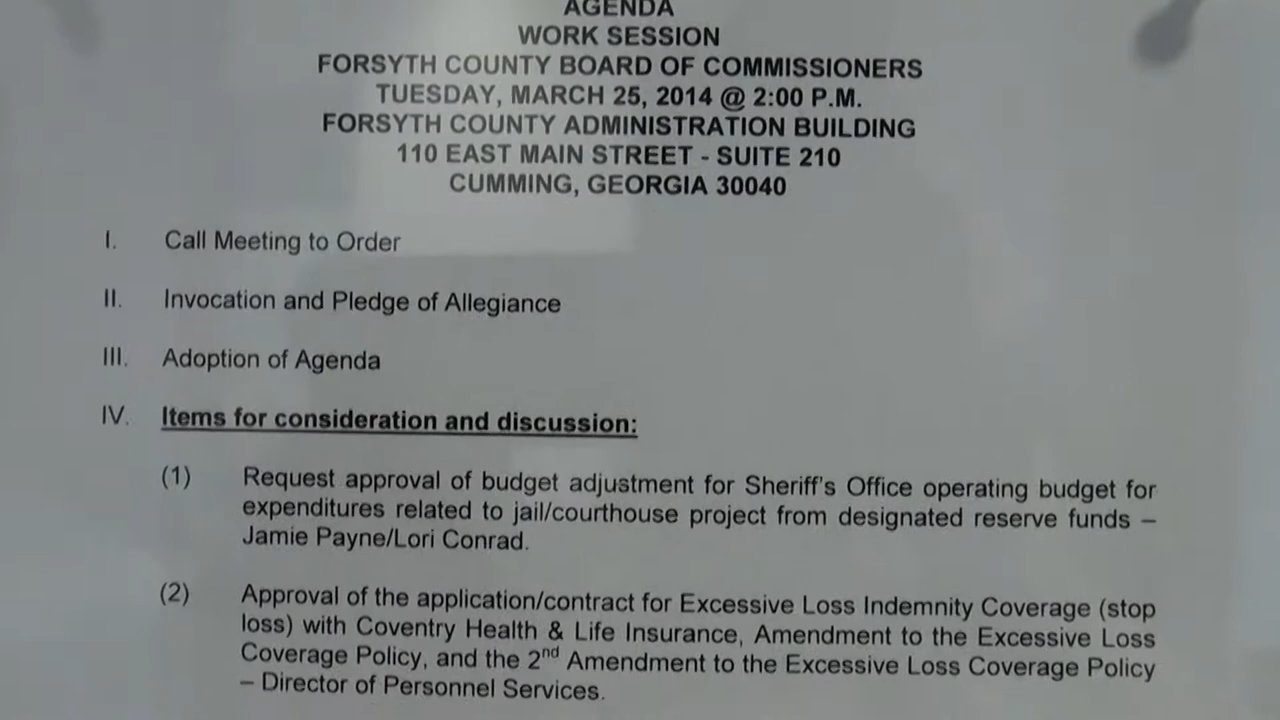 AGENDA
WORK SESSION
FORSYTH COUNTY BOARD OF COMMISSIONERS
TUESDAY, MARCH 25, 2014 @ 2:00 P.M.
FORSYTH COUNTY ADMINISTRATION BUILDING
110 EAST MAIN STREET - SUITE 210
CUMMING, GEORGIA 30040
I. Call Meeting to Order
II. Invocation and Pledge of Allegiance
III. Adoption of Agenda
IV. Items for consideration and discussion:
(1) Request approval of budget adjustment for Sheriff's Office operating budget for
expenditures related to jail/courthouse project from designated reserve funds –
Jamie Payne/Lori Conrad.
(2) Approval of the application/contract for Excessive Loss Indemnity Coverage (stop
loss) with Coventry Health & Life Insurance, Amendment to the Excessive Loss
Coverage Policy, and the 2nd Amendment to the Excessive Loss Coverage Policy
– Director of Personnel Services.